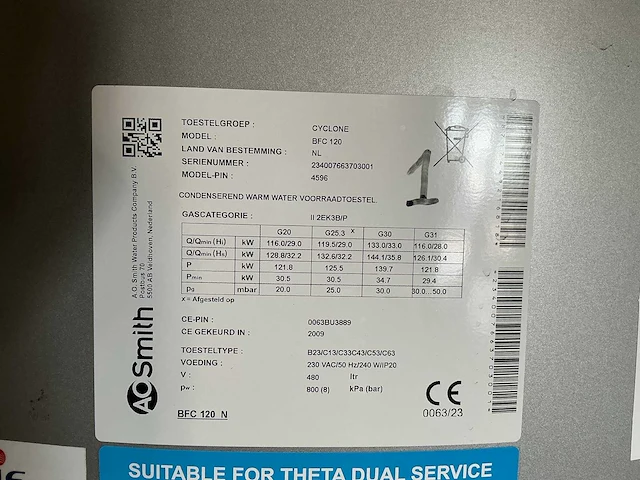 TOESTELGROEP : CYCLONE
MODEL : BFC 120
LAND VAN BESTEMMING : NL
SERIENUMMER : 234007663703001
MODEL-PIN : 4596
1
CONDENSEREND WARM WATER VOORRAADTOESTEL.
GASCATEGORIE : II 2EK3B/P
G20 G25.3 x G30 G31
Q/Qmin (Hi) kW 116.0/29.0 119.5/29.0 133.0/33.0 116.0/28.0
Q/Qmin (Hs) kW 128.8/32.2 132.6/32.2 144.1/35.8 126.1/30.4
P kW 121.8 125.5 139.7 121.8
Pmin kW 30.5 30.5 34.7 29.4
pg mbar 20.0 25.0 30.0 30.0...50.0
x = Afgesteld op
CE-PIN : 0063BU3889
CE GEKEURD IN : 2009
TOESTELTYPE : B23/C13/C33C43/C53/C63
VOEDING : 230 VAC/50 Hz/240 W/IP20
V : 480 ltr
pw : 800 (8) kPa (bar)
CE
0063/23
BFC 120 N
AO Smith
A.O. Smith Water Products Company B.V.
Postbus 70
5500 AB Veldhoven, Nederland
SUITABLE FOR THETA DUAL SERVICE